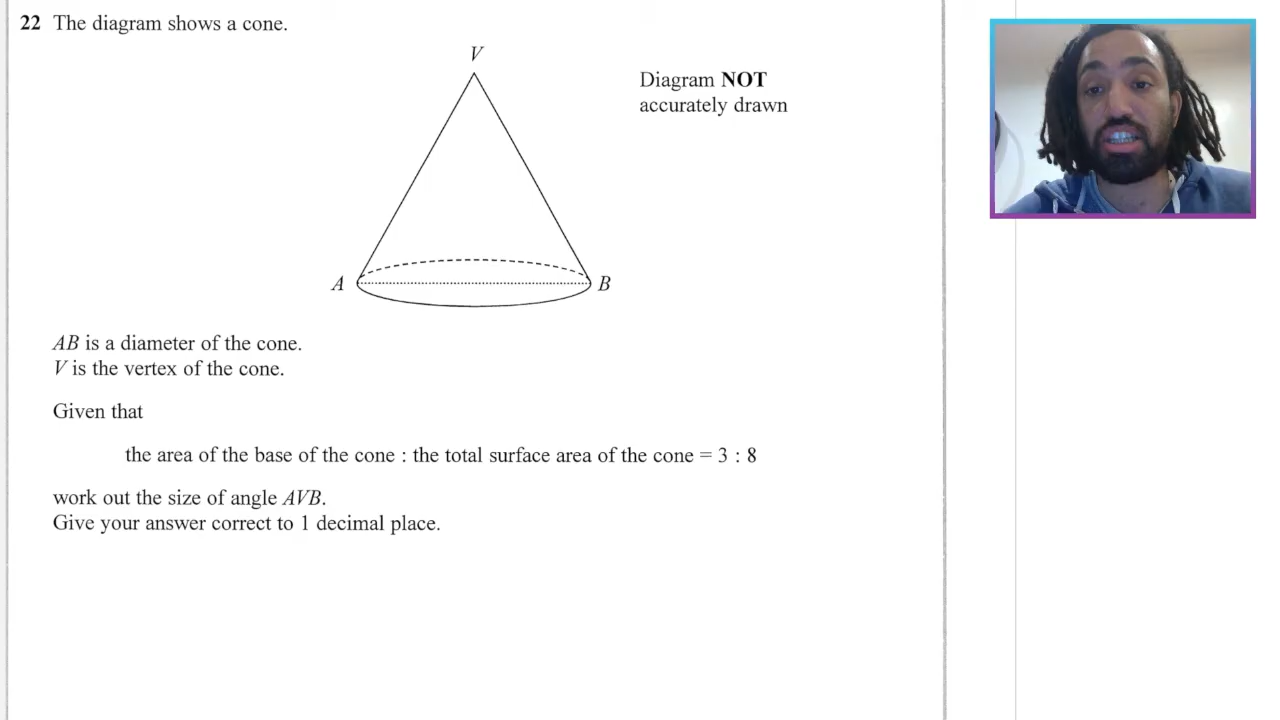 22 The diagram shows a cone.
V
Diagram NOT
accurately drawn
A
B
AB is a diameter of the cone.
V is the vertex of the cone.
Given that
the area of the base of the cone : the total surface area of the cone = 3 : 8
work out the size of angle AVB.
Give your answer correct to 1 decimal place.